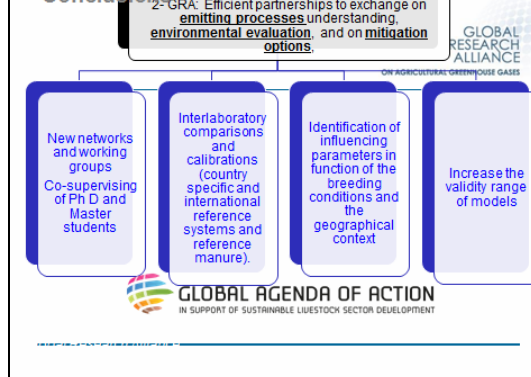 Conclusions
2- GRA: Efficient partnerships to exchange on
emitting processes understanding,
environmental evaluation, and on mitigation
options,
GLOBAL
RESEARCH
ALLIANCE
ON AGRICULTURAL GREENHOUSE GASES
New networks
and working
groups
Co-supervising
of Ph D and
Master
students
Interlaboratory
comparisons
and
calibrations
(country
specific and
international
reference
systems and
reference
manure).
Identification of
influencing
parameters in
function of the
breeding
conditions and
the
geographical
context
Increase the
validity range
of models
GLOBAL AGENDA OF ACTION
IN SUPPORT OF SUSTAINABLE LIVESTOCK SECTOR DEVELOPMENT